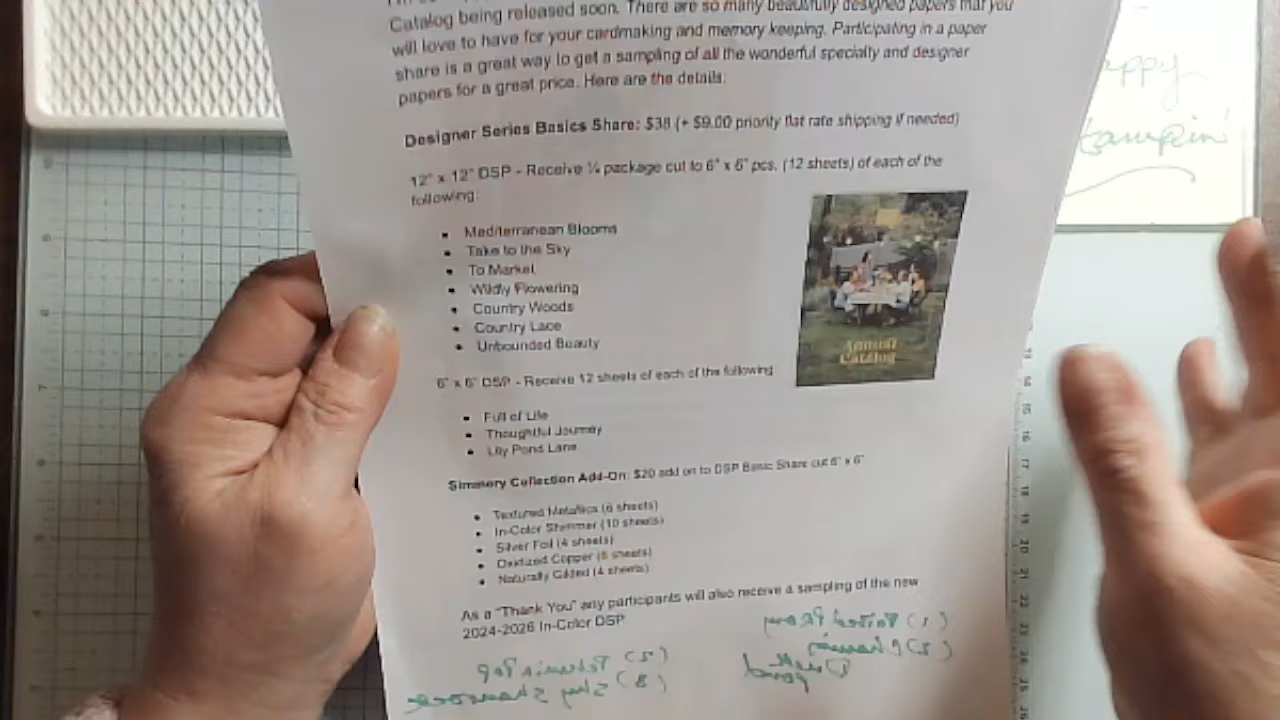 Catalog being released soon. There are so many beautifully designed papers that you
will love to have for your cardmaking and memory keeping. Participating in a paper
share is a great way to get a sampling of all the wonderful specialty and designer
papers for a great price. Here are the details:
Designer Series Basics Share: $38 (+ $9.00 priority flat rate shipping if needed)
12" x 12" DSP - Receive ¼ package cut to 6" x 6" pcs. (12 sheets) of each of the
following:
Mediterranean Blooms
Take to the Sky
To Market
Wildly Flowering
Country Woods
Country Lace
Unbounded Beauty
Annual
Catalog
6" x 6" DSP - Receive 12 sheets of each of the following
Full of Life
Thoughtful Journey
Lily Pond Lane
Simmery Collection Add-On: $20 add on to DSP Basic Share cut 6" x 6"
Textured Metallics (6 sheets)
In-Color Shimmer (10 sheets)
Silver Foil (4 sheets)
Oxidized Copper (6 sheets)
Naturally Gilded (4 sheets)
As a "Thank You" any participants will also receive a sampling of the new
2024-2026 In-Color DSP
appy
tampin'